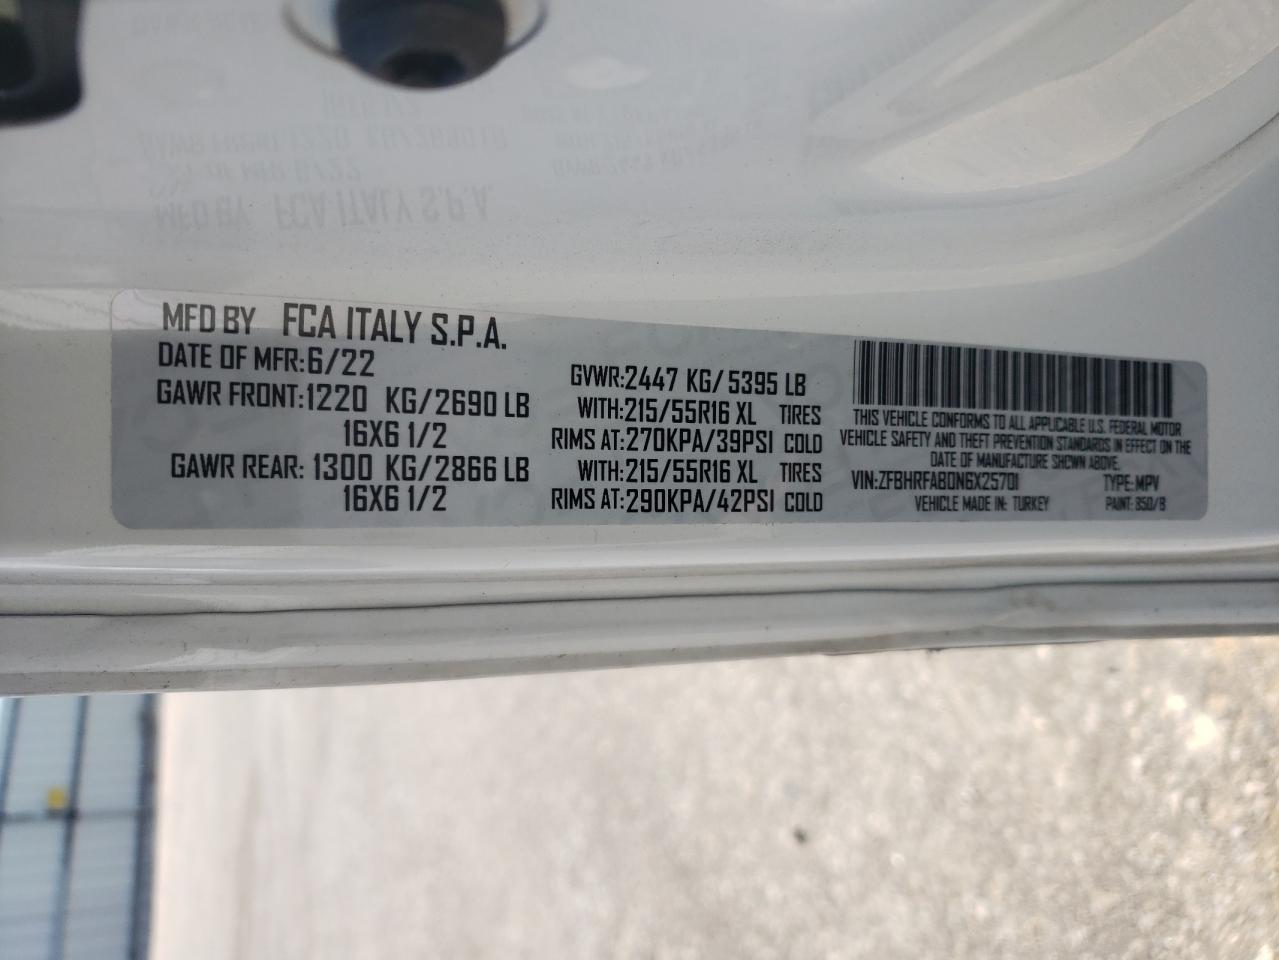 MFD BY FCA ITALY S.P.A.
DATE OF MFR:6/22
GAWR FRONT:1220 KG/2690 LB
16X6 1/2
GAWR REAR: 1300 KG/2866 LB
16X6 1/2
GVWR:2447 KG/5395 LB
WITH:215/55R16 XL TIRES
RIMS AT:270KPA/39PSI COLD
WITH:215/55R16 XL TIRES
RIMS AT:290KPA/42PSI COLD
THIS VEHICLE CONFORMS TO ALL APPLICABLE U.S. FEDERAL MOTOR
VEHICLE SAFETY AND THEFT PREVENTION STANDARDS IN EFFECT ON THE
DATE OF MANUFACTURE SHOWN ABOVE.
VIN:ZFBHRFAB0N6X25701 TYPE:MPV
VEHICLE MADE IN: TURKEY PAINT: 850/B